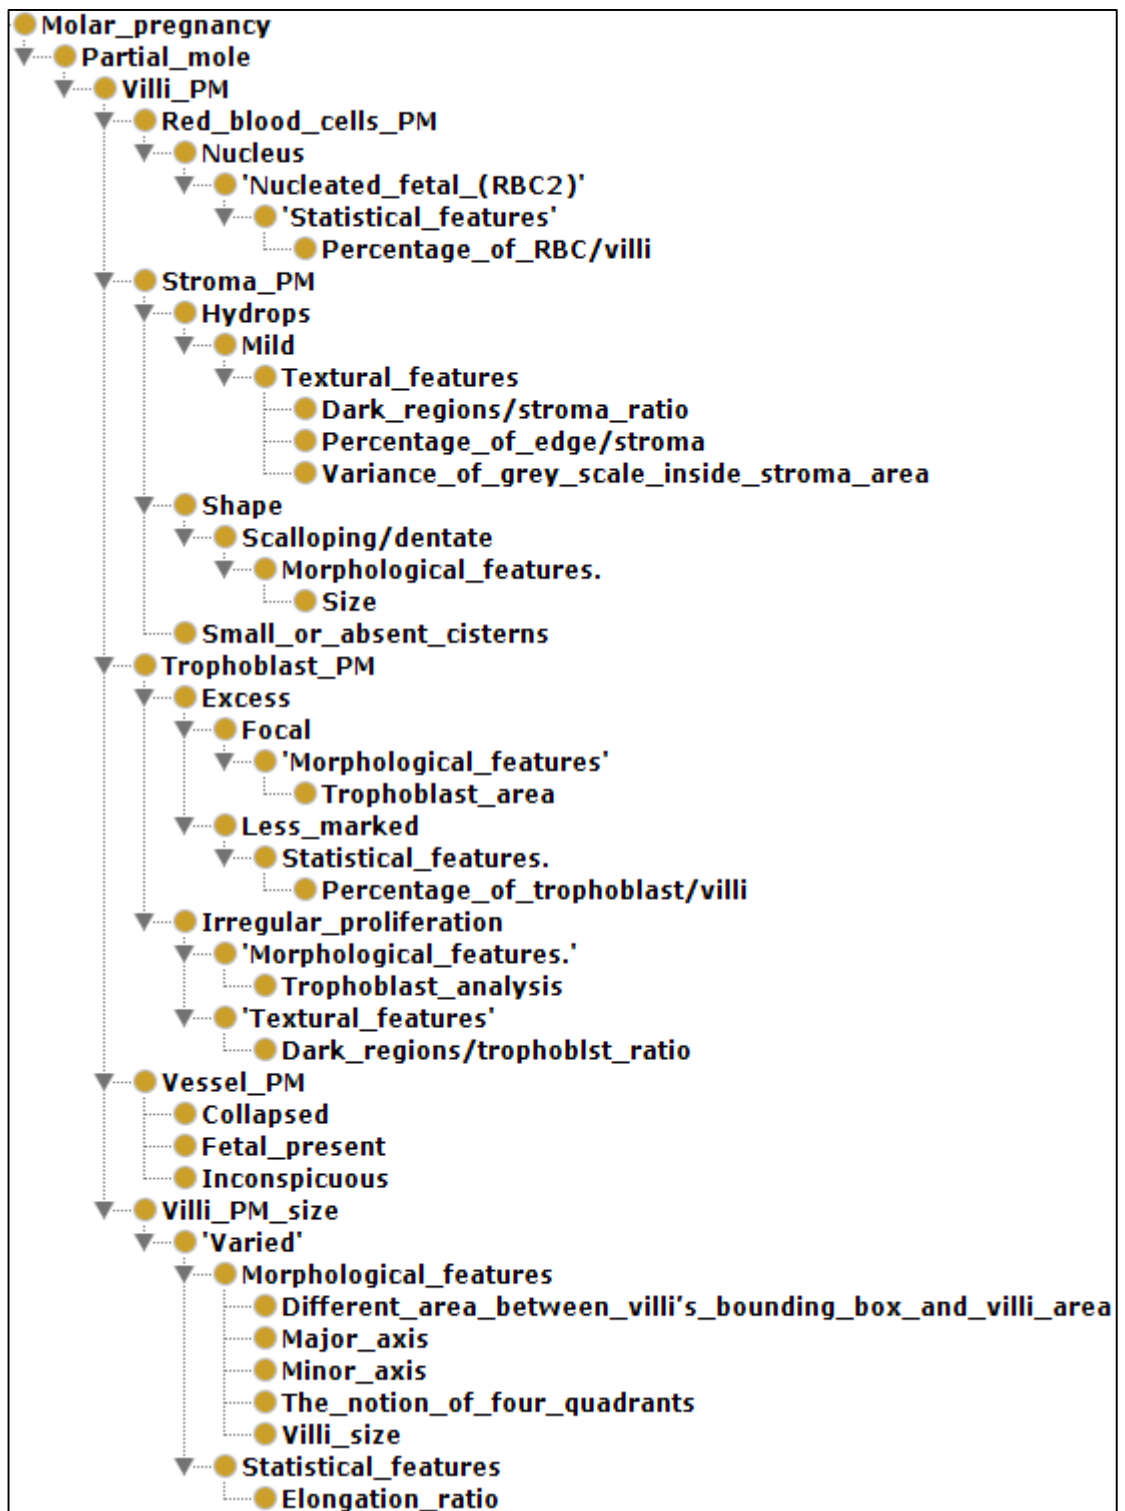 Molar_pregnancy
Partial_mole
Villi_PM
Red_blood_cells_PM
Nucleus
'Nucleated_fetal_(RBC2)'
'Statistical_features'
Percentage_of_RBC/villi
Stroma_PM
Hydrops
Mild
Textural_features
Dark_regions/stroma_ratio
Percentage_of_edge/stroma
Variance_of_grey_scale_inside_stroma_area
Shape
Scalloping/dentate
Morphological_features.
Size
Small_or_absent_cisterns
Trophoblast_PM
Excess
Focal
'Morphological_features'
Trophoblast_area
Less_marked
Statistical_features.
Percentage_of_trophoblast/villi
Irregular_proliferation
'Morphological_features.'
Trophoblast_analysis
'Textural_features'
Dark_regions/trophoblst_ratio
Vessel_PM
Collapsed
Fetal_present
Inconspicuous
Villi_PM_size
'Varied'
Morphological_features
Different_area_between_villi's_bounding_box_and_villi_area
Major_axis
Minor_axis
The_notion_of_four_quadrants
Villi_size
Statistical_features
Elongation_ratio